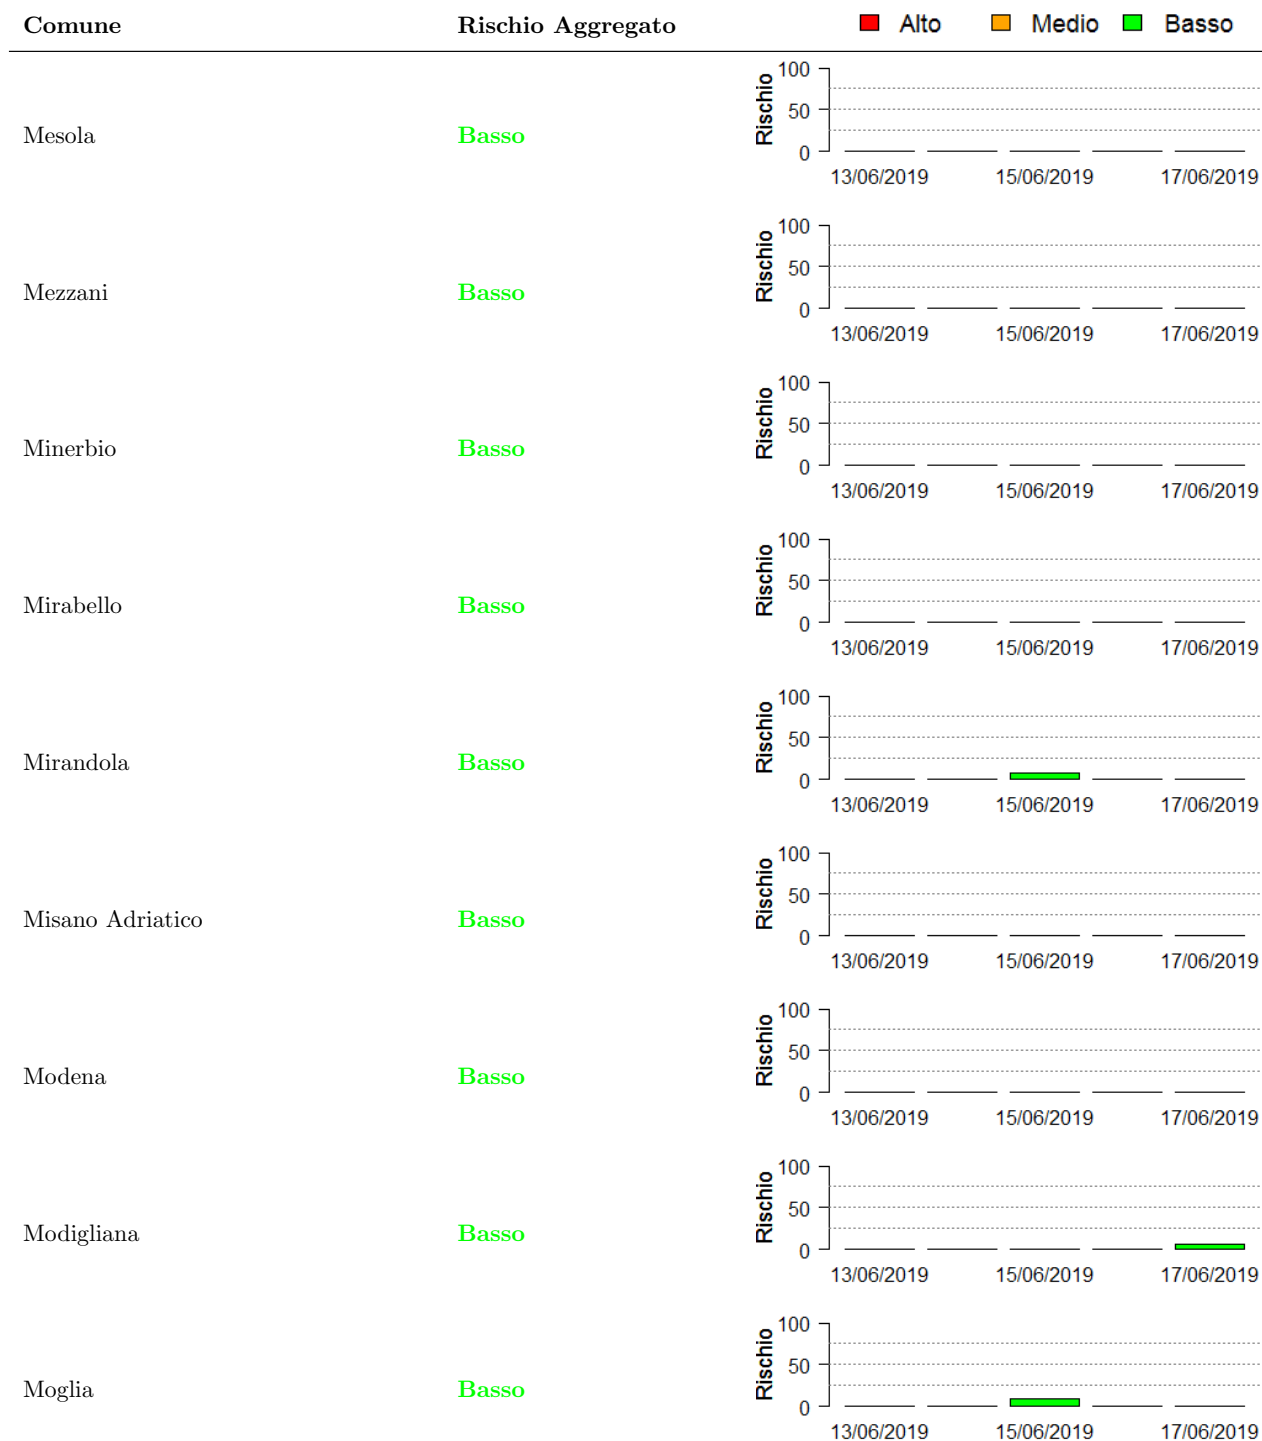 Comune Rischio Aggregato Alto Medio Basso
Mesola Basso
Rischio
100
50
0
13/06/2019 15/06/2019 17/06/2019
Mezzani Basso
Rischio
100
50
0
13/06/2019 15/06/2019 17/06/2019
Minerbio Basso
Rischio
100
50
0
13/06/2019 15/06/2019 17/06/2019
Mirabello Basso
Rischio
100
50
0
13/06/2019 15/06/2019 17/06/2019
Mirandola Basso
Rischio
100
50
0
13/06/2019 15/06/2019 17/06/2019
Misano Adriatico Basso
Rischio
100
50
0
13/06/2019 15/06/2019 17/06/2019
Modena Basso
Rischio
100
50
0
13/06/2019 15/06/2019 17/06/2019
Modigliana Basso
Rischio
100
50
0
13/06/2019 15/06/2019 17/06/2019
Moglia Basso
Rischio
100
50
0
13/06/2019 15/06/2019 17/06/2019